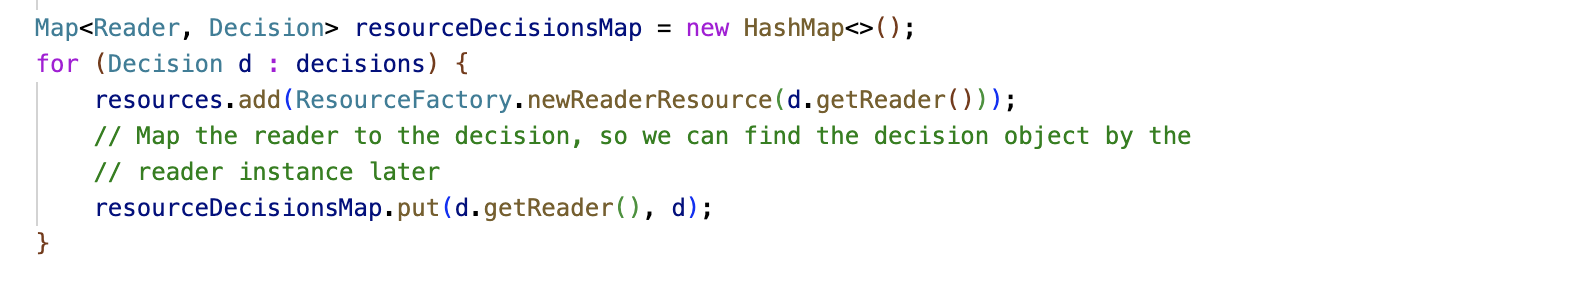 Map<Reader, Decision> resourceDecisionsMap = new HashMap<>();
for (Decision d : decisions) {
    resources.add(ResourceFactory.newReaderResource(d.getReader()));
    // Map the reader to the decision, so we can find the decision object by the
    // reader instance later
    resourceDecisionsMap.put(d.getReader(), d);
}